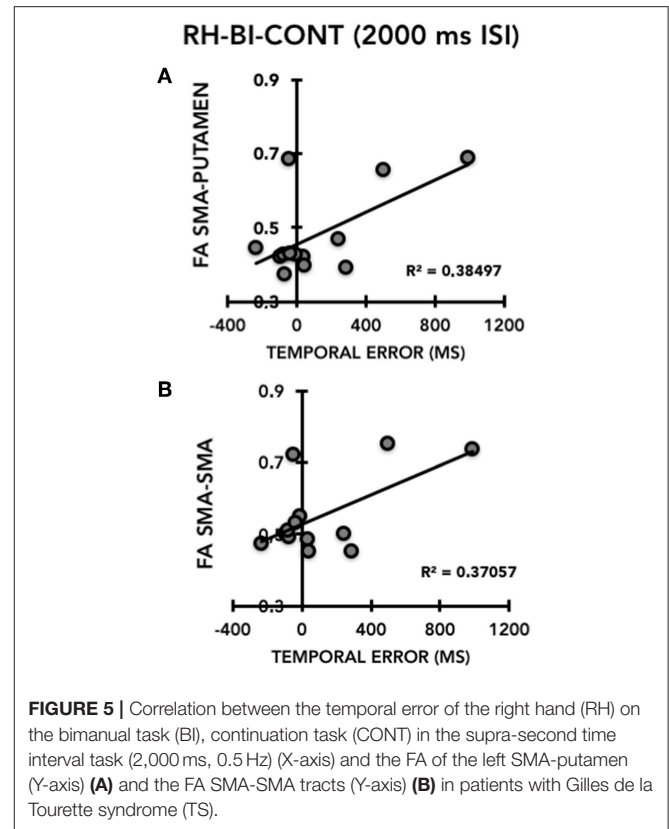 RH-BI-CONT (2000 ms ISI)
A
FA SMA-PUTAMEN
0.9
0.7
0.5
0.3
R² = 0.38497
-400 0 400 800 1200
TEMPORAL ERROR (MS)
B
FA SMA-SMA
0.9
0.7
0.5
0.3
R² = 0.37057
-400 0 400 800 1200
TEMPORAL ERROR (MS)
FIGURE 5 | Correlation between the temporal error of the right hand (RH) on
the bimanual task (BI), continuation task (CONT) in the supra-second time
interval task (2,000 ms, 0.5 Hz) (X-axis) and the FA of the left SMA-putamen
(Y-axis) (A) and the FA SMA-SMA tracts (Y-axis) (B) in patients with Gilles de la
Tourette syndrome (TS).